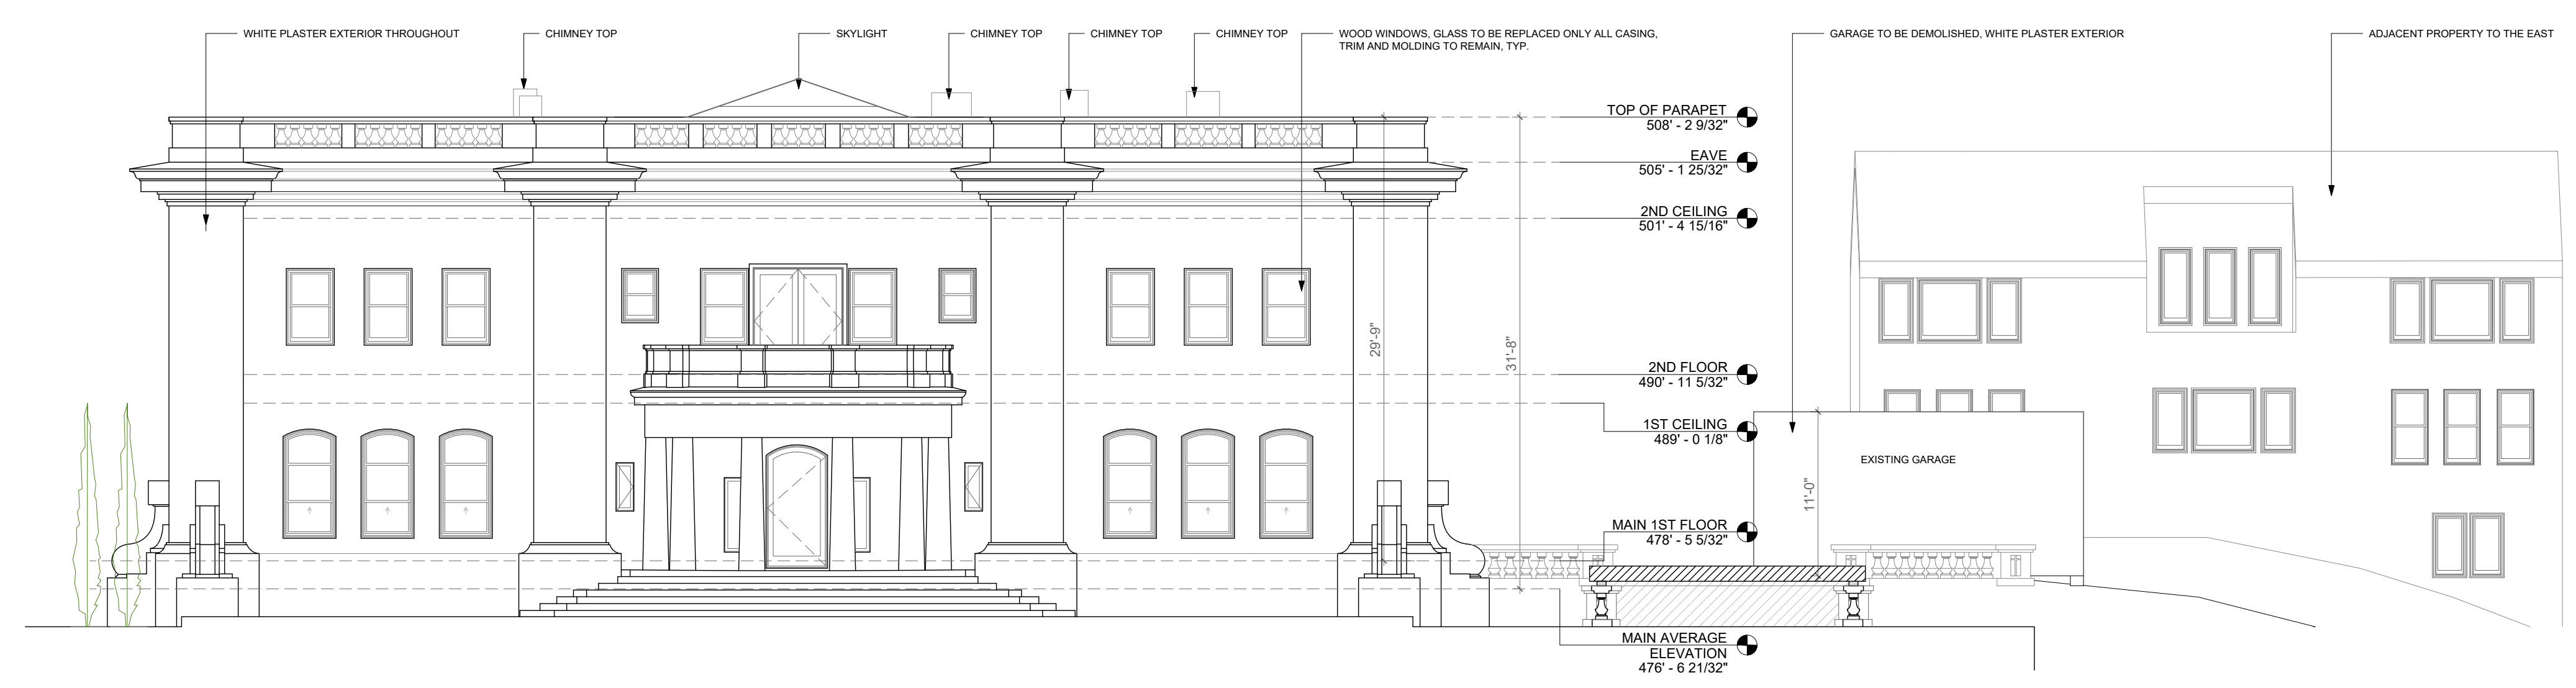 WHITE PLASTER EXTERIOR THROUGHOUT
CHIMNEY TOP
SKYLIGHT
CHIMNEY TOP
CHIMNEY TOP
CHIMNEY TOP
WOOD WINDOWS, GLASS TO BE REPLACED ONLY ALL CASING,
TRIM AND MOLDING TO REMAIN, TYP.
GARAGE TO BE DEMOLISHED, WHITE PLASTER EXTERIOR
ADJACENT PROPERTY TO THE EAST
TOP OF PARAPET
508' - 2 9/32"
EAVE
505' - 1 25/32"
2ND CEILING
501' - 4 15/16"
29'-9"
31'-8"
2ND FLOOR
490' - 11 5/32"
1ST CEILING
489' - 0 1/8"
EXISTING GARAGE
11'-0"
MAIN 1ST FLOOR
478' - 5 5/32"
MAIN AVERAGE
ELEVATION
476' - 6 21/32"